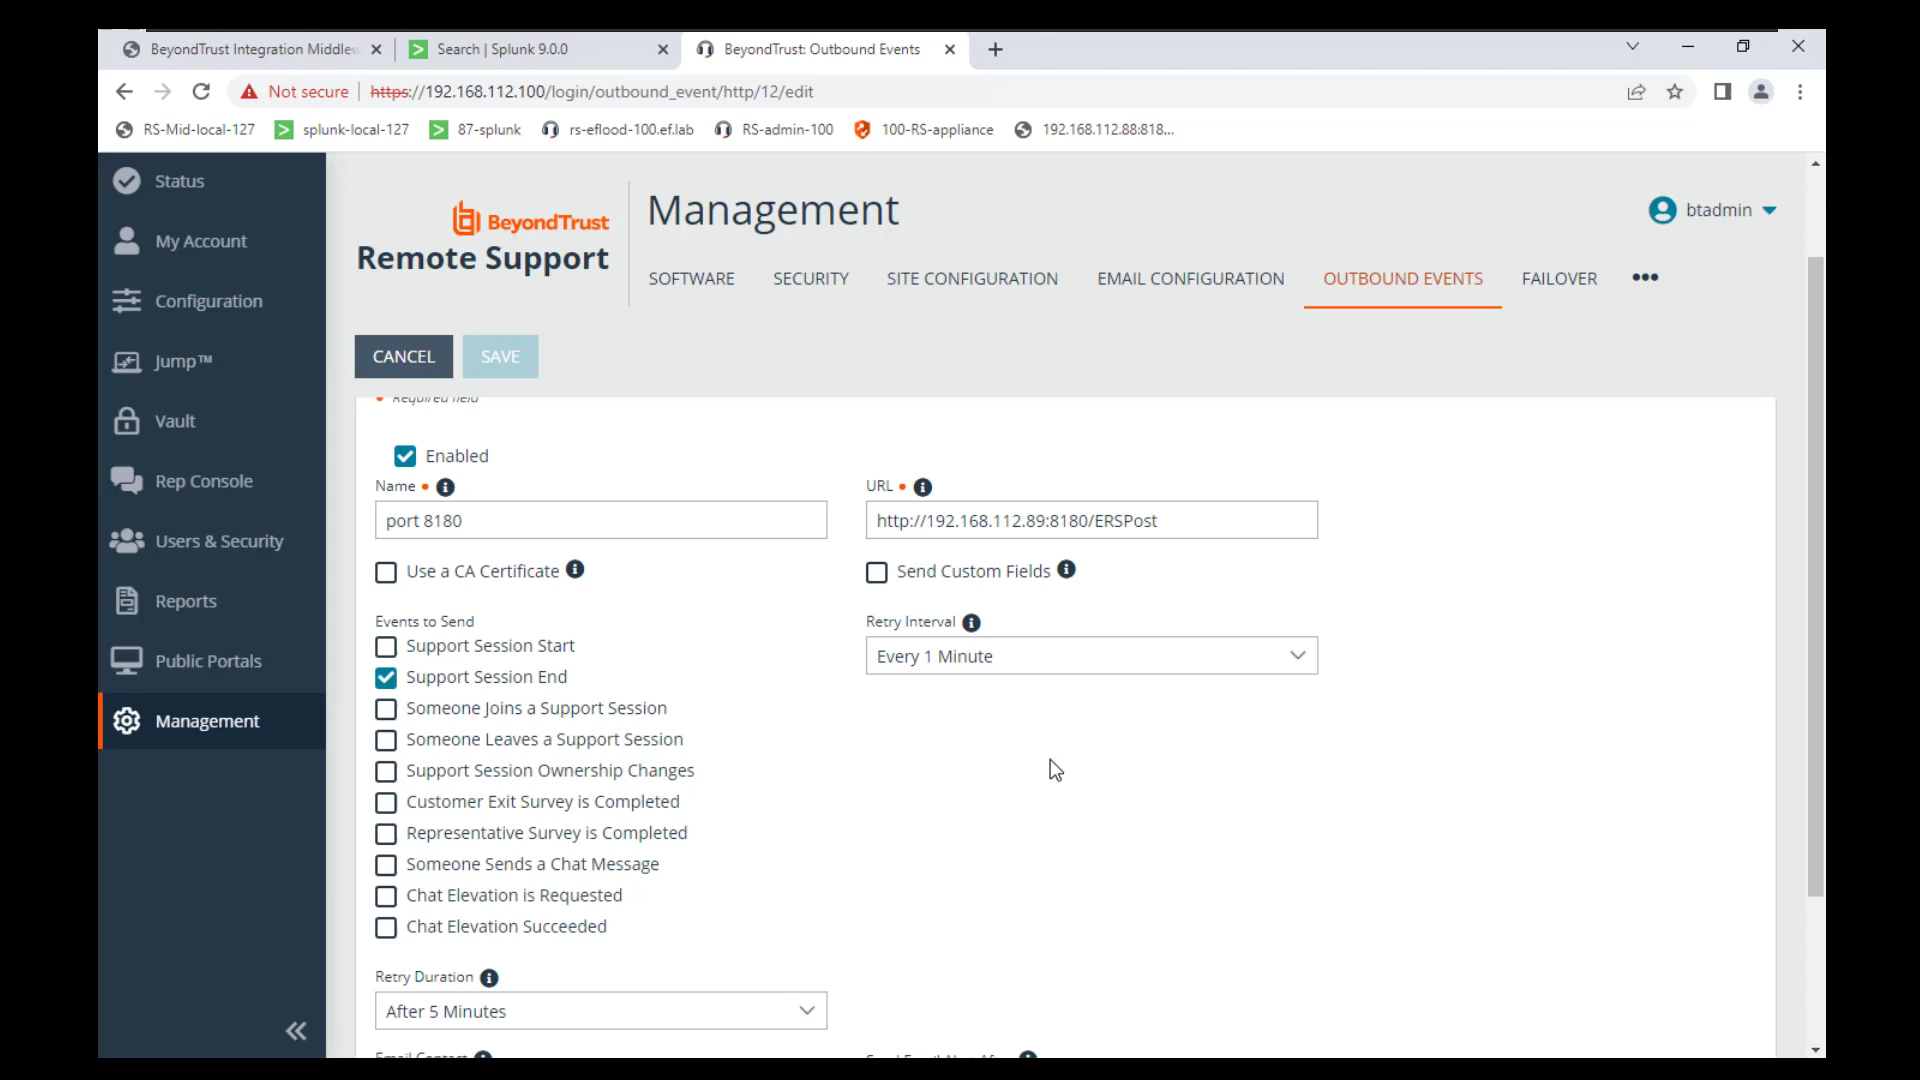 BeyondTrust Integration Middlew
Search | Splunk 9.0.0
BeyondTrust: Outbound Events
Not secure
https://192.168.112.100/login/outbound_event/http/12/edit
RS-Mid-local-127
splunk-local-127
87-splunk
rs-eflood-100.ef.lab
RS-admin-100
100-RS-appliance
192.168.112.88:818...
Status
My Account
Configuration
Jump™
Vault
Rep Console
Users & Security
Reports
Public Portals
Management
BeyondTrust
Remote Support
Management
btadmin
SOFTWARE
SECURITY
SITE CONFIGURATION
EMAIL CONFIGURATION
OUTBOUND EVENTS
FAILOVER
CANCEL
SAVE
Required field
Enabled
Name
port 8180
URL
http://192.168.112.89:8180/ERSPost
Use a CA Certificate
Send Custom Fields
Events to Send
Support Session Start
Support Session End
Someone Joins a Support Session
Someone Leaves a Support Session
Support Session Ownership Changes
Customer Exit Survey is Completed
Representative Survey is Completed
Someone Sends a Chat Message
Chat Elevation is Requested
Chat Elevation Succeeded
Retry Interval
Every 1 Minute
Retry Duration
After 5 Minutes
Email Contact